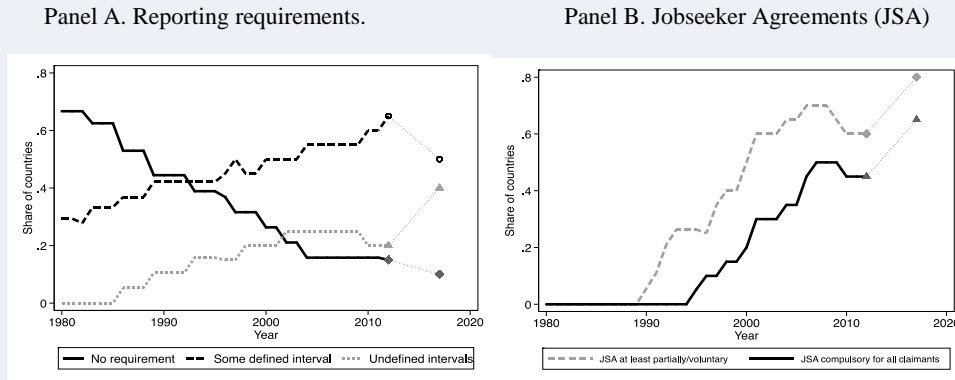 Panel A. Reporting requirements.
.8
.6
.4
.2
0
Share of countries
1980
1990
2000
2010
2020
Year
No requirement
Some defined interval
Undefined intervals
Panel B. Jobseeker Agreements (JSA)
.8
.6
.4
.2
0
Share of countries
1980
1990
2000
2010
2020
Year
JSA at least partially/voluntary
JSA compulsory for all claimants